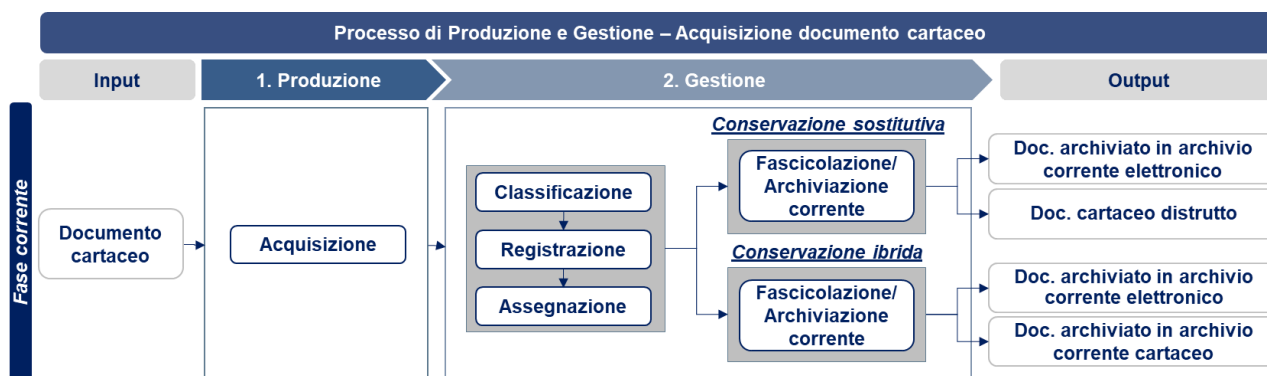 Processo di Produzione e Gestione – Acquisizione documento cartaceo
Input
1. Produzione
2. Gestione
Output
Fase corrente
Documento
cartaceo
Acquisizione
Classificazione
Registrazione
Assegnazione
Conservazione sostitutiva
Fascicolazione/
Archiviazione
corrente
Conservazione ibrida
Fascicolazione/
Archiviazione
corrente
Doc. archiviato in archivio
corrente elettronico
Doc. cartaceo distrutto
Doc. archiviato in archivio
corrente elettronico
Doc. archiviato in archivio
corrente cartaceo